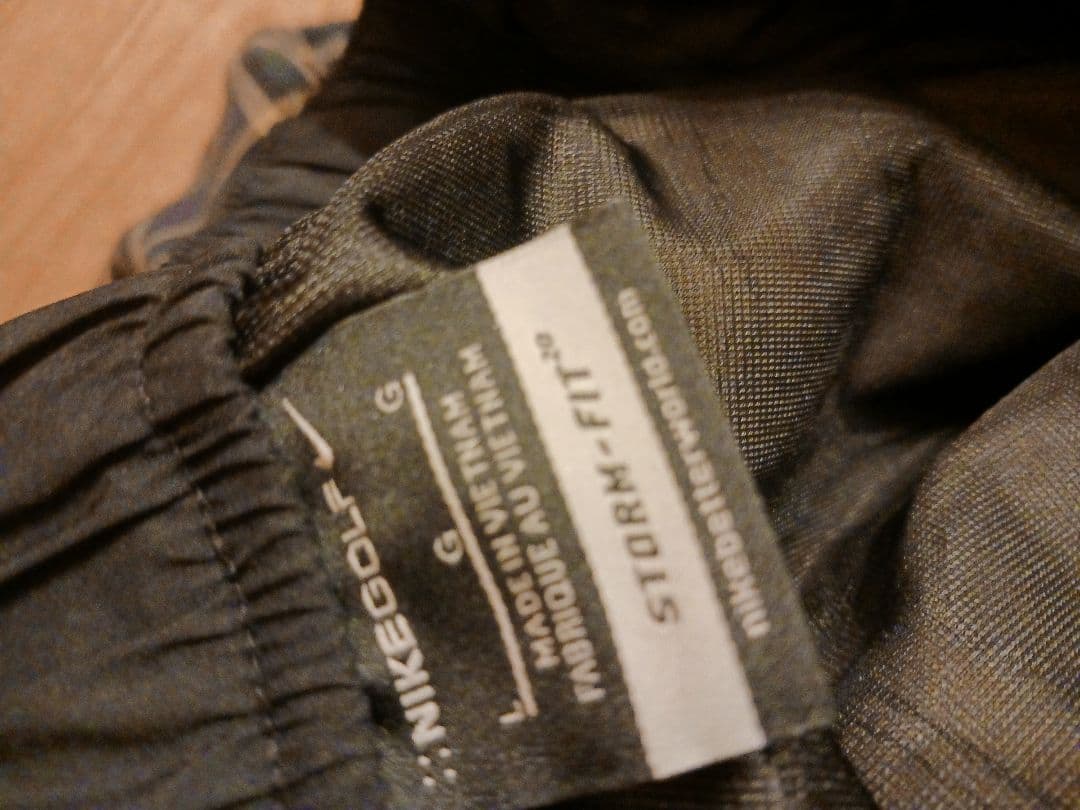 NIKEGOLF
L G G
MADE IN VIETNAM
FABRIQUE AU VIETNAM
STORM-FIT 20
nikebetterworld.com